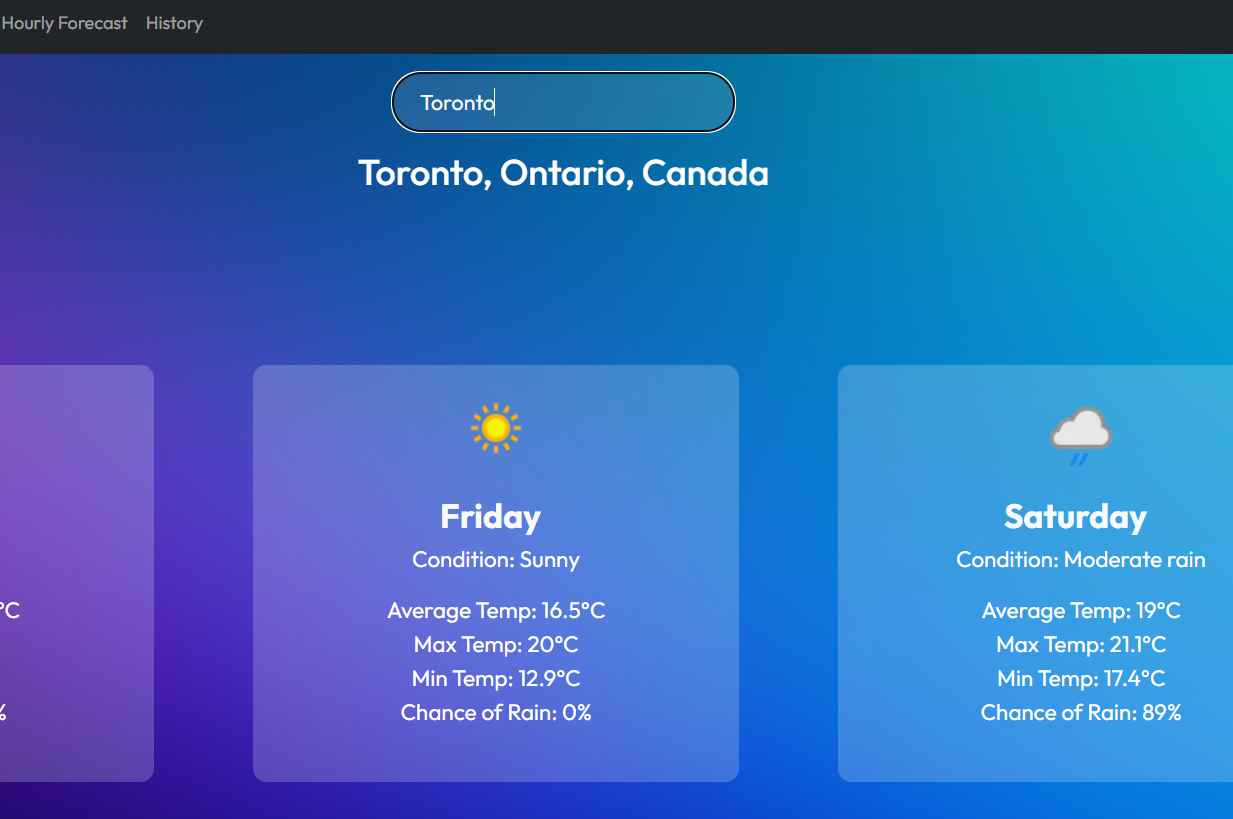 Hourly Forecast History
Toronto
Toronto, Ontario, Canada
Friday
Condition: Sunny
Average Temp: 16.5°C
Max Temp: 20°C
Min Temp: 12.9°C
Chance of Rain: 0%
Saturday
Condition: Moderate rain
Average Temp: 19°C
Max Temp: 21.1°C
Min Temp: 17.4°C
Chance of Rain: 89%
°C
%